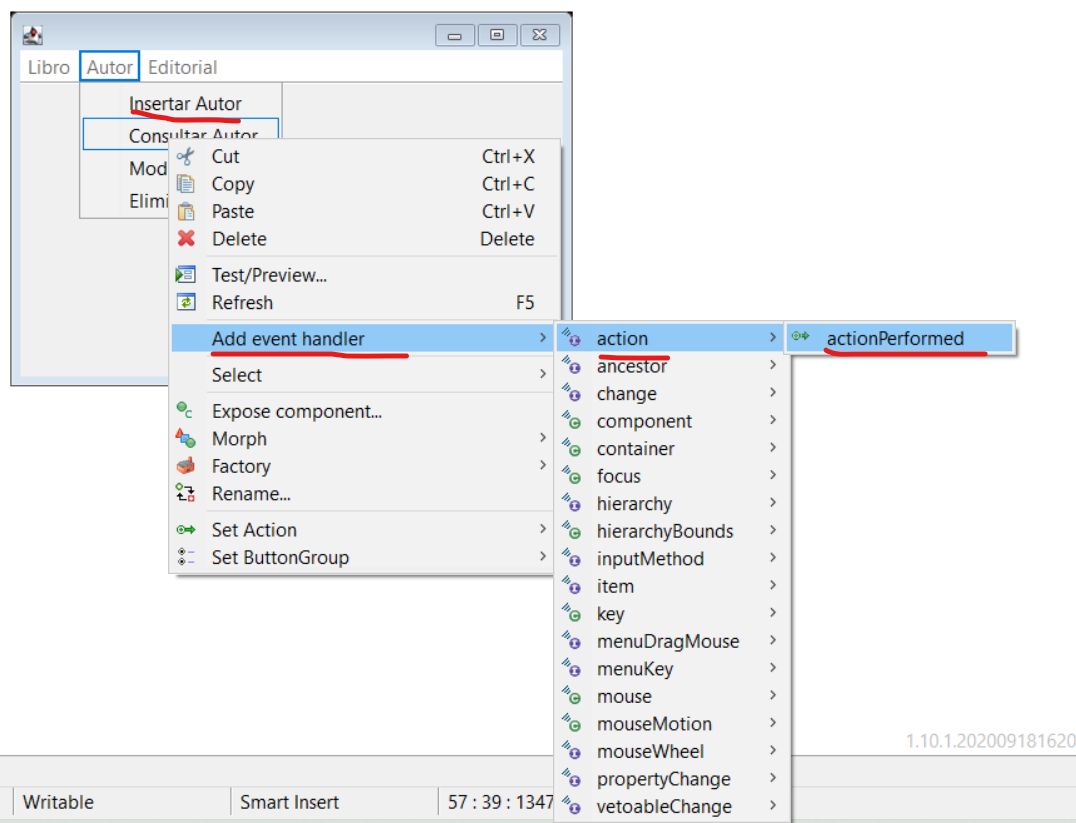 Libro Autor Editorial
Insertar Autor
Consultar Autor
Mod
Elimi
Cut Ctrl+X
Copy Ctrl+C
Paste Ctrl+V
Delete Delete
Test/Preview...
Refresh F5
Add event handler
Select
Expose component...
Morph
Factory
Rename...
Set Action
Set ButtonGroup
action
ancestor
change
component
container
focus
hierarchy
hierarchyBounds
inputMethod
item
key
menuDragMouse
menuKey
mouse
mouseMotion
mouseWheel
propertyChange
vetoableChange
actionPerformed
1.10.1.202009181620
Writable Smart Insert 57 : 39 : 1347